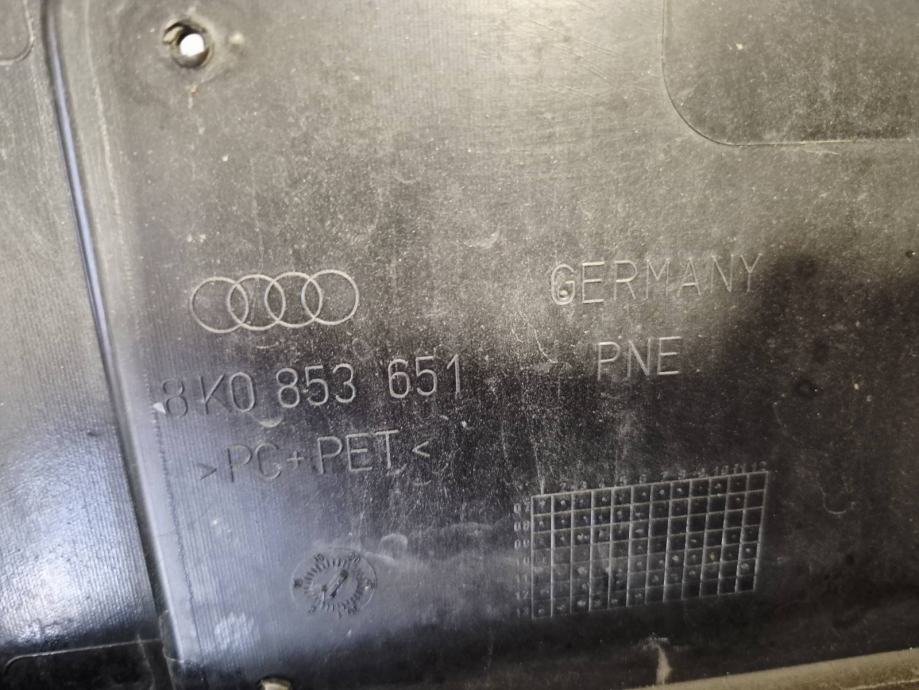 GERMANY
PNE
8K0 853 651
>PC+PET<